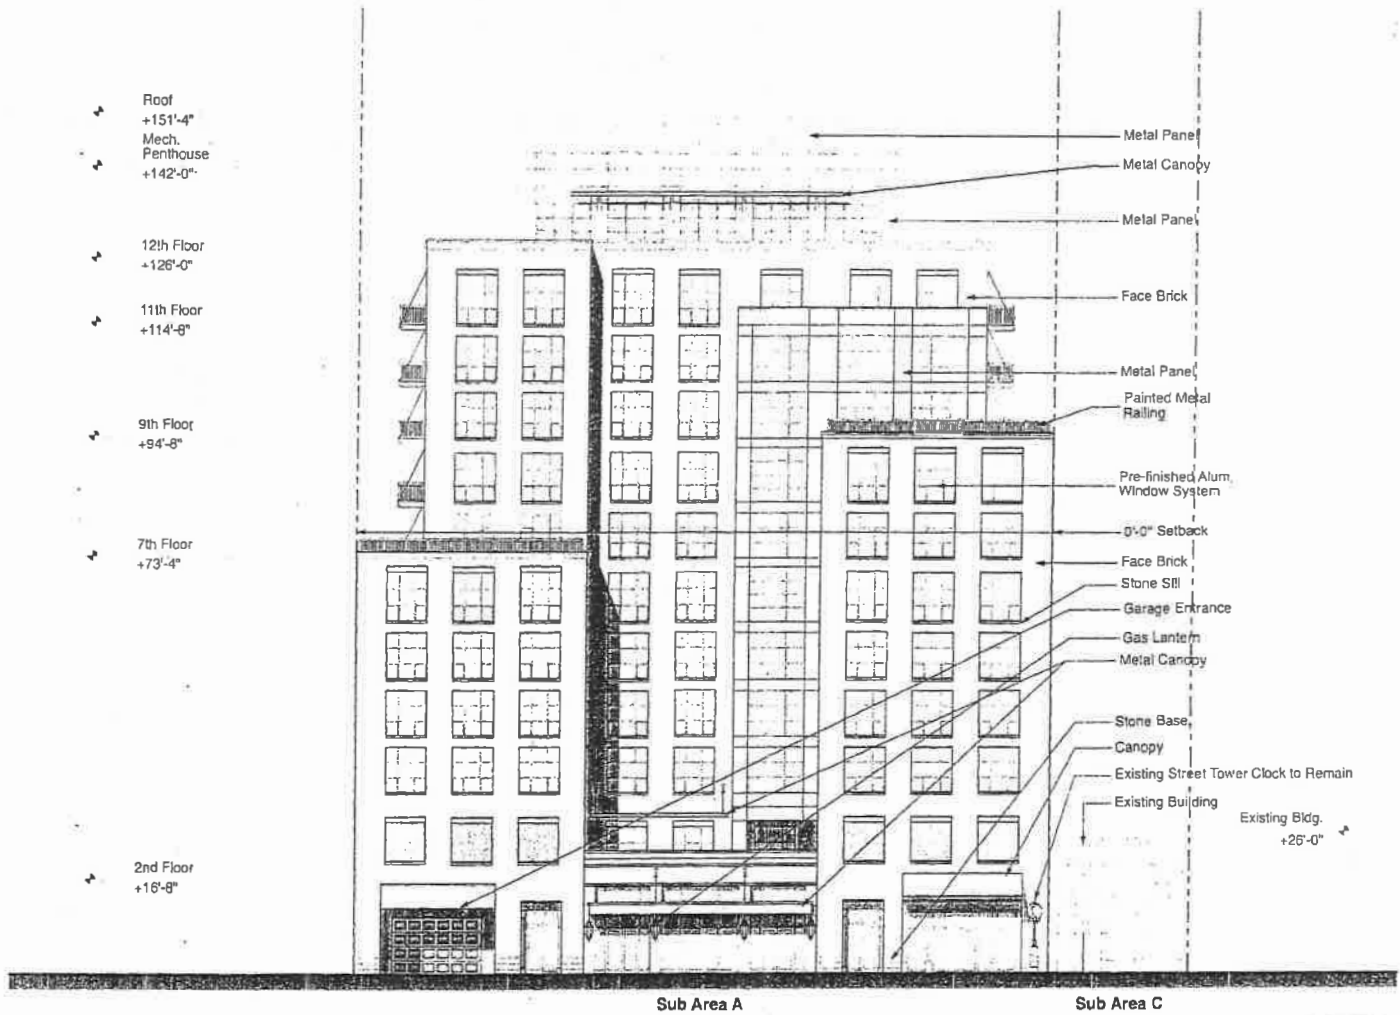 Roof
+151'-4"
Mech.
Penthouse
+142'-0"
12th Floor
+126'-0"
11th Floor
+114'-8"
9th Floor
+94'-8"
7th Floor
+73'-4"
2nd Floor
+16'-8"
Metal Panel
Metal Canopy
Metal Panel
Face Brick
Metal Panel
Painted Metal
Railing
Pre-finished Alum.
Window System
0'-0" Setback
Face Brick
Stone Sill
Garage Entrance
Gas Lantern
Metal Canopy
Stone Base
Canopy
Existing Street Tower Clock to Remain
Existing Building
Existing Bldg.
+26'-0"
Sub Area A
Sub Area C